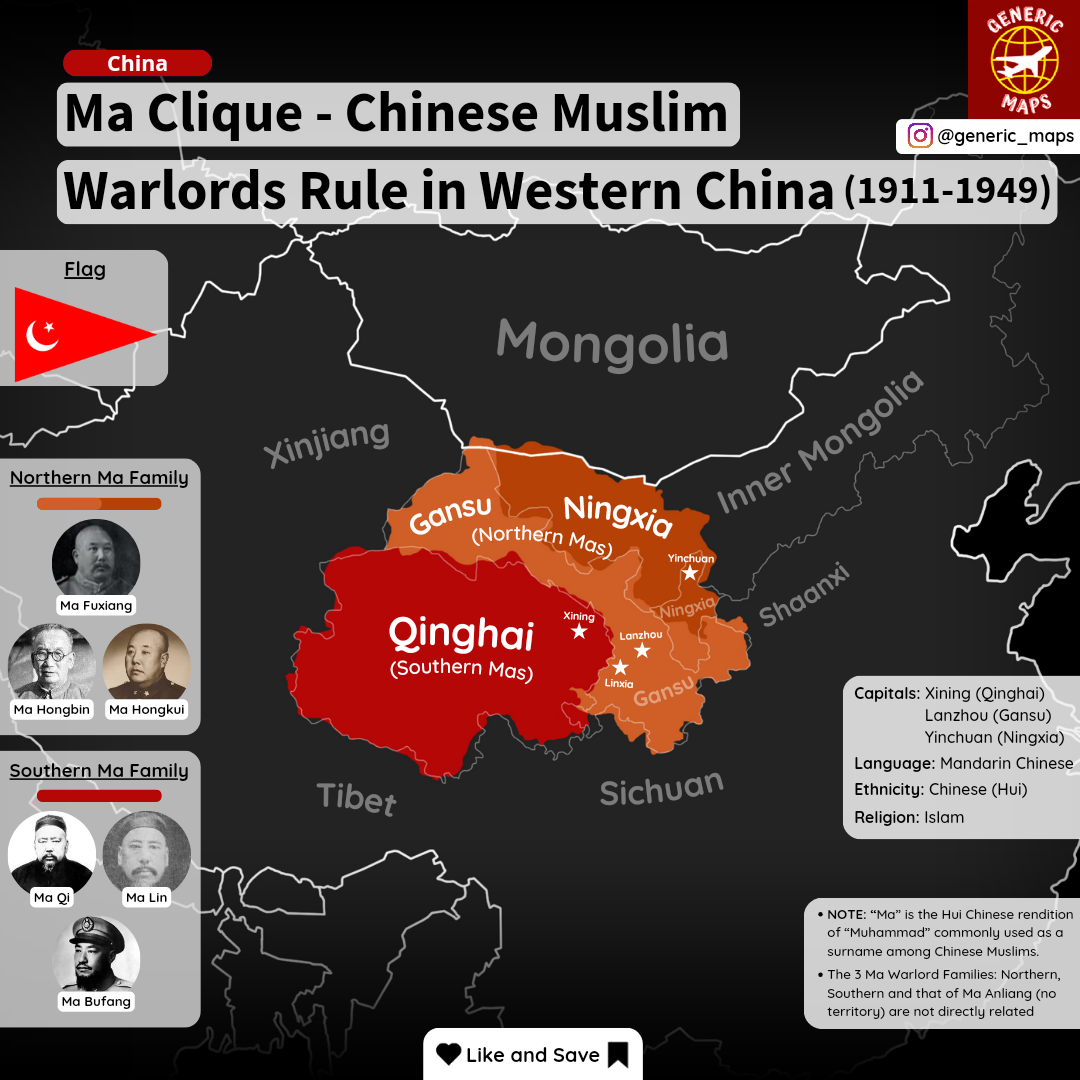 GENERIC
MAPS
@generic_maps
China
Ma Clique - Chinese Muslim
Warlords Rule in Western China (1911-1949)
Flag
Mongolia
Xinjiang
Inner Mongolia
Northern Ma Family
Ma Fuxiang
Ma Hongbin
Ma Hongkui
Gansu
Ningxia
(Northern Mas)
Yinchuan
Shaanxi
Ningxia
Xining
Qinghai
(Southern Mas)
Lanzhou
Linxia
Gansu
Tibet
Sichuan
Southern Ma Family
Ma Qi
Ma Lin
Ma Bufang
Capitals: Xining (Qinghai)
Lanzhou (Gansu)
Yinchuan (Ningxia)
Language: Mandarin Chinese
Ethnicity: Chinese (Hui)
Religion: Islam
• NOTE: “Ma” is the Hui Chinese rendition
of “Muhammad” commonly used as a
surname among Chinese Muslims.
• The 3 Ma Warlord Families: Northern,
Southern and that of Ma Anliang (no
territory) are not directly related
Like and Save